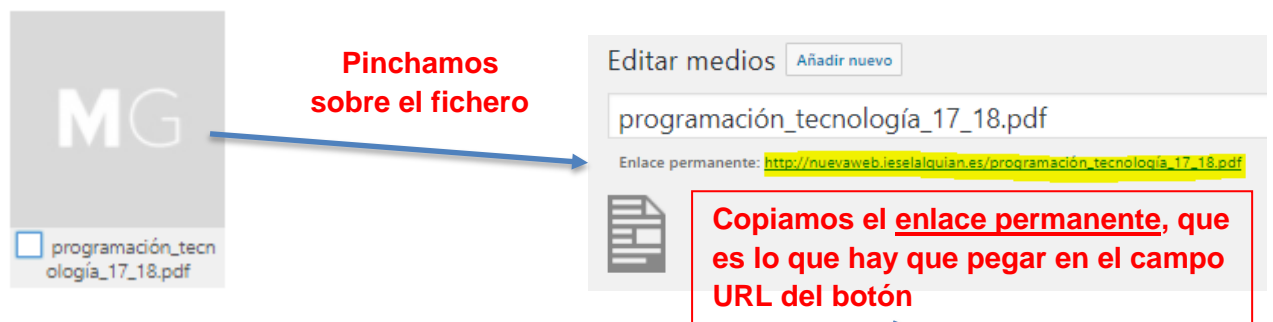 MG
programación_tecn
ología_17_18.pdf
Pinchamos
sobre el fichero
Editar medios Añadir nuevo
programación_tecnología_17_18.pdf
Enlace permanente: http://nuevaweb.ieselalquian.es/programación_tecnología_17_18.pdf
Copiamos el enlace permanente, que
es lo que hay que pegar en el campo
URL del botón